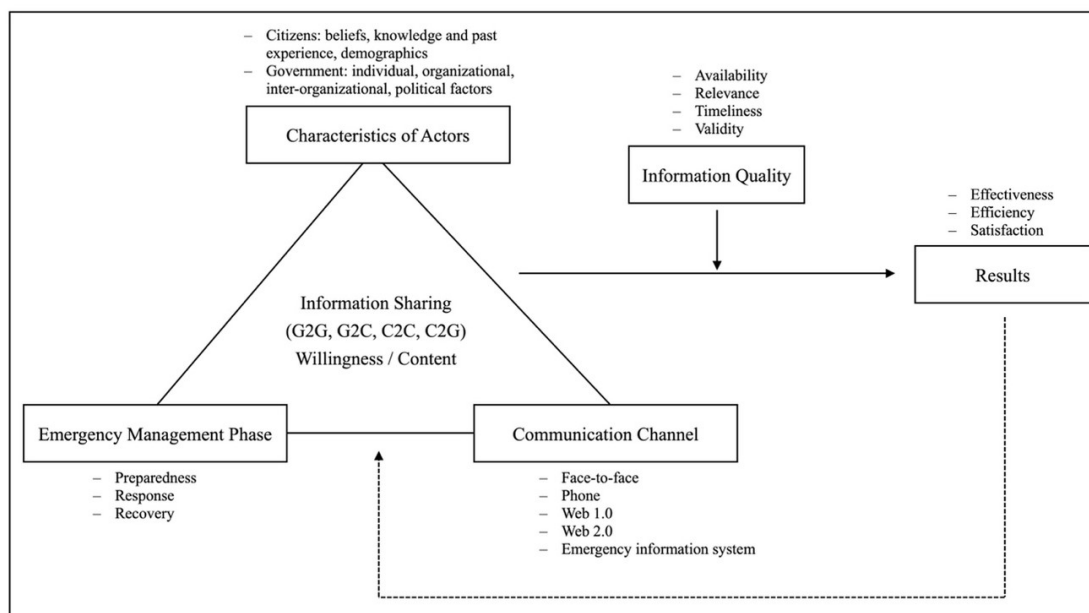 – Citizens: beliefs, knowledge and past
experience, demographics
– Government: individual, organizational,
inter-organizational, political factors
Characteristics of Actors
– Availability
– Relevance
– Timeliness
– Validity
Information Quality
– Effectiveness
– Efficiency
– Satisfaction
Results
Information Sharing
(G2G, G2C, C2C, C2G)
Willingness / Content
Emergency Management Phase
– Preparedness
– Response
– Recovery
Communication Channel
– Face-to-face
– Phone
– Web 1.0
– Web 2.0
– Emergency information system